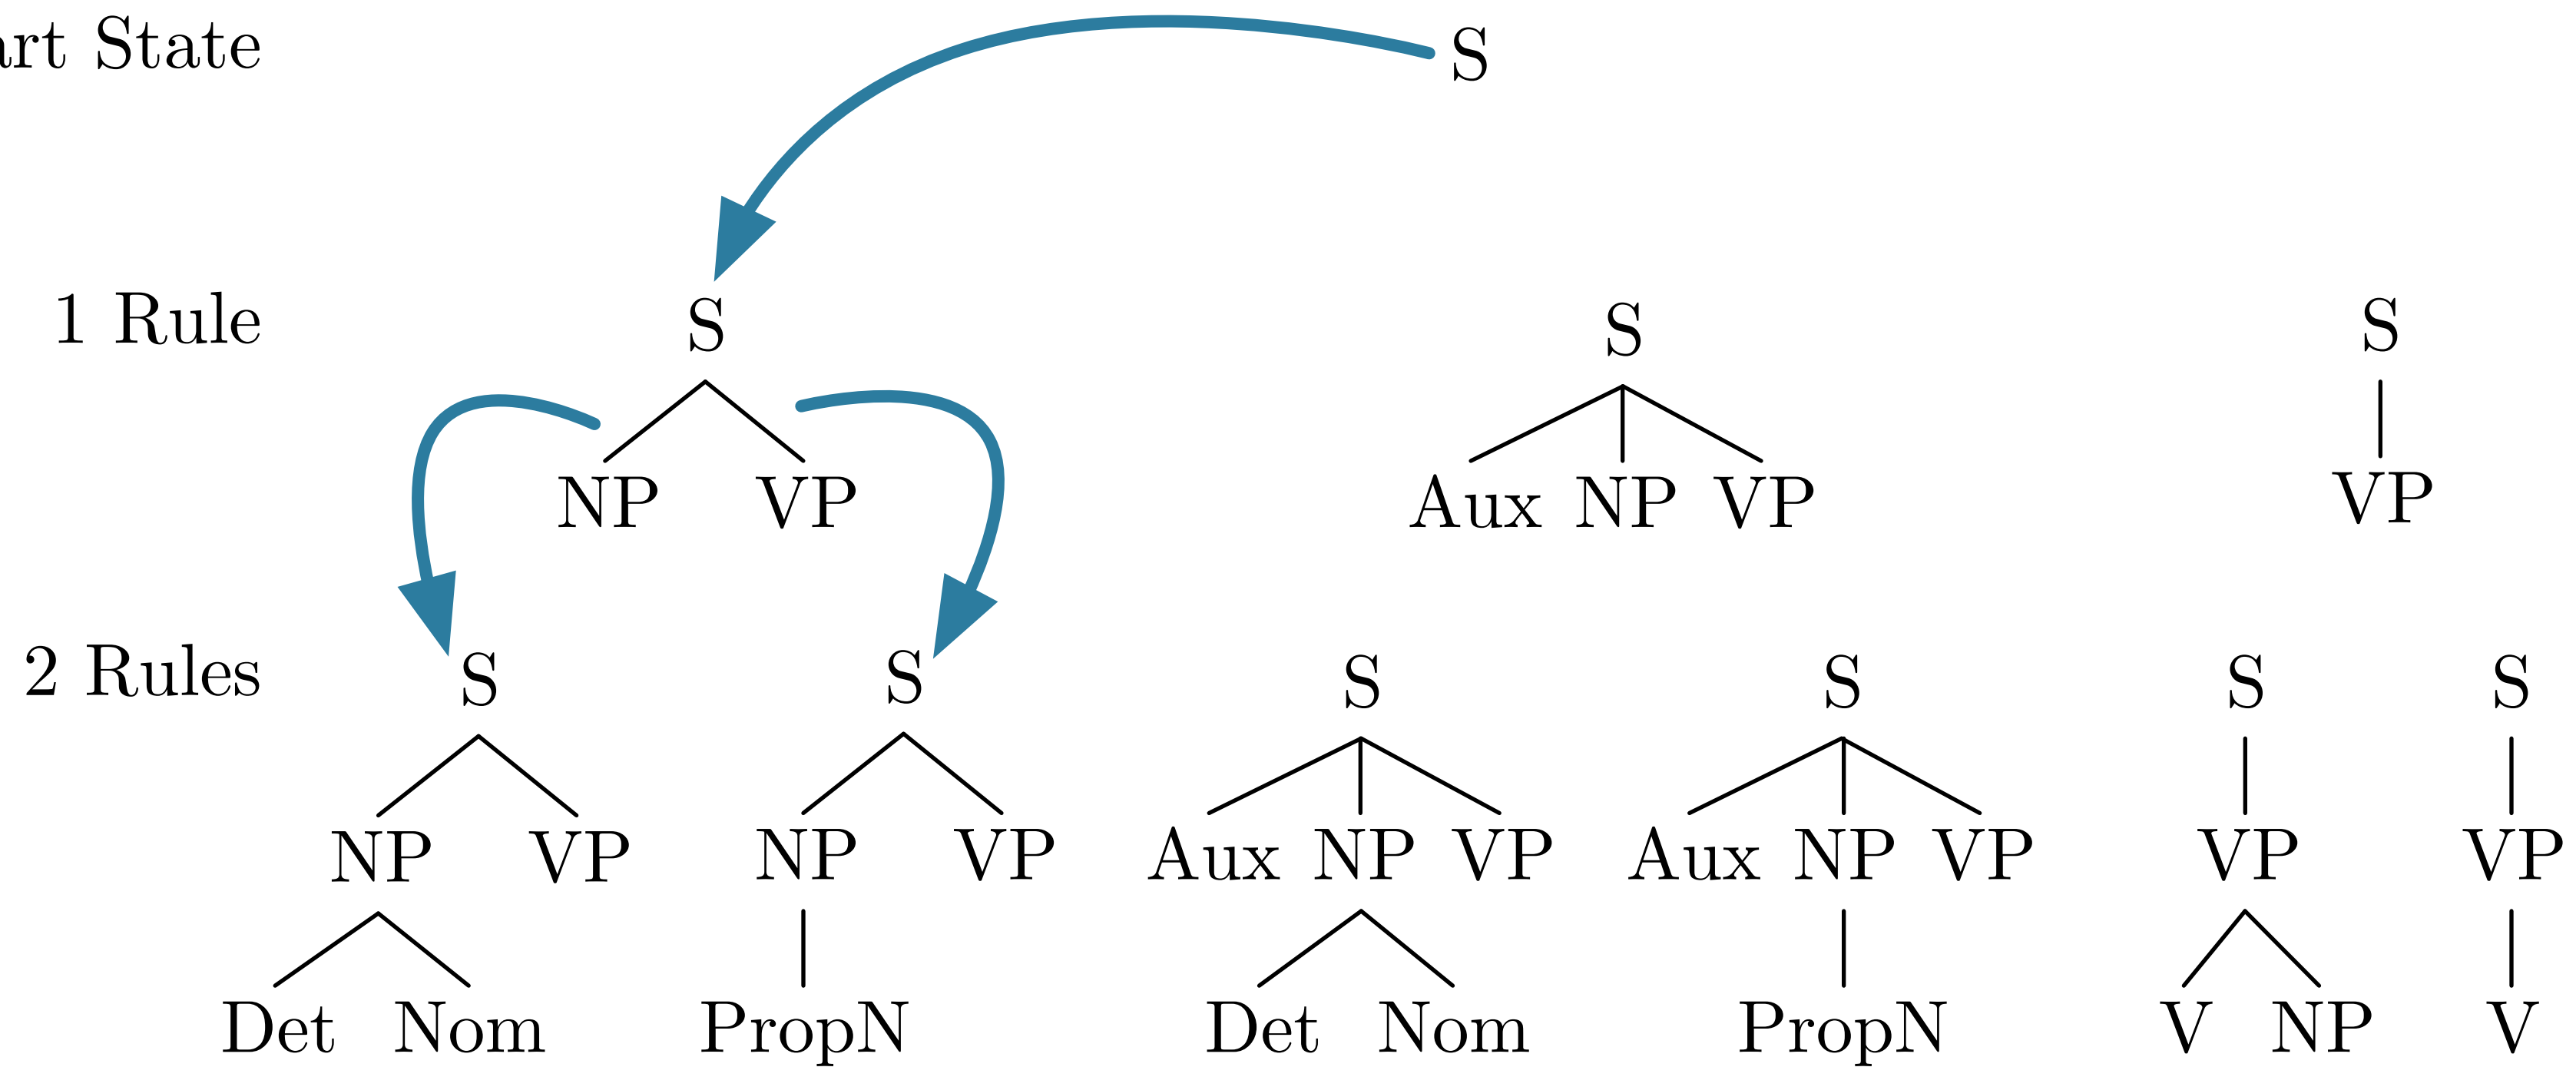 art State S
1 Rule S S S
NP VP Aux NP VP VP
2 Rules S S S S S S
NP VP NP VP Aux NP VP Aux NP VP VP VP
Det Nom PropN Det Nom PropN V NP V